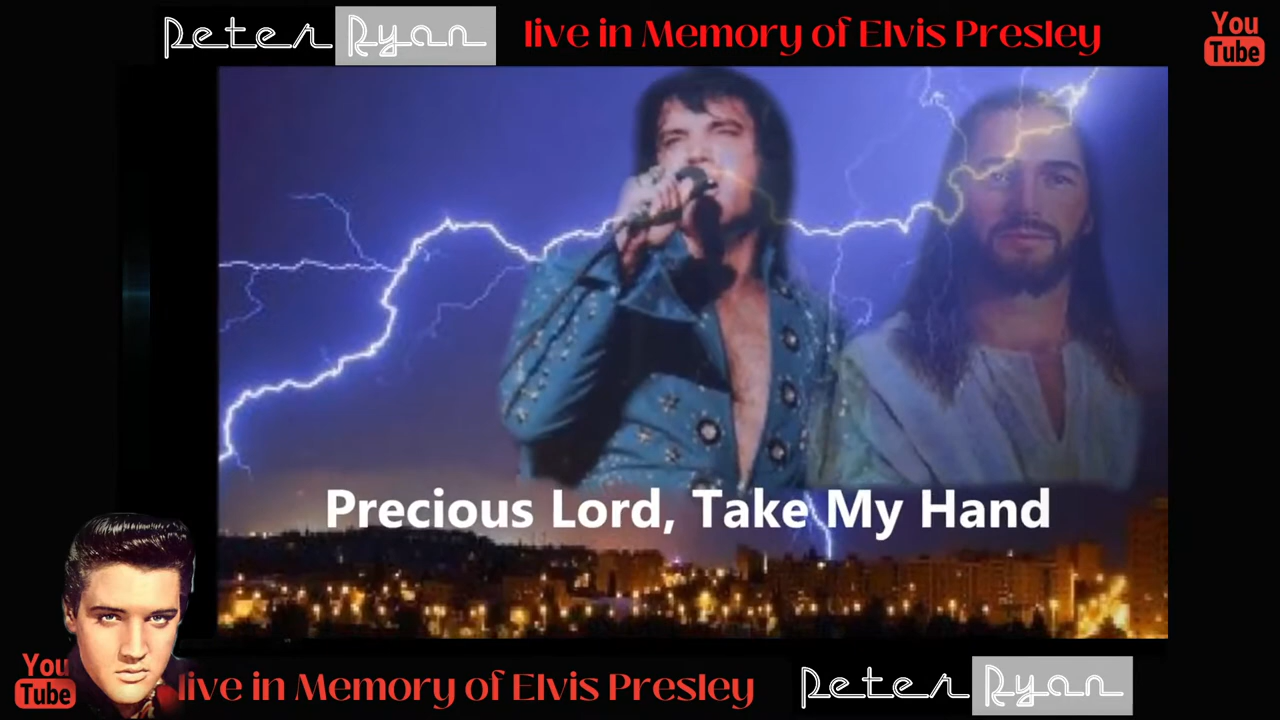 Peter Ryan live in Memory of Elvis Presley You
Tube
Precious Lord, Take My Hand
You
Tube live in Memory of Elvis Presley Peter Ryan